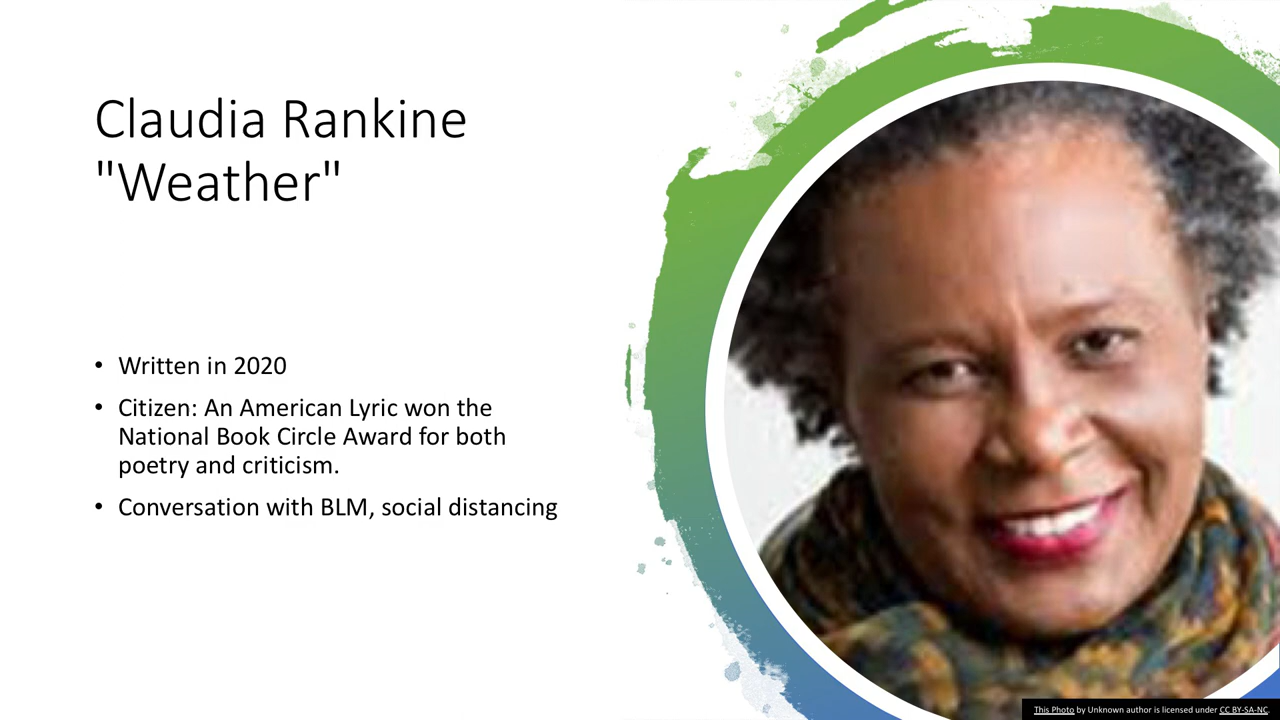 Claudia Rankine
"Weather"
• Written in 2020
• Citizen: An American Lyric won the
National Book Circle Award for both
poetry and criticism.
• Conversation with BLM, social distancing
This Photo by Unknown author is licensed under CC BY-SA-NC.